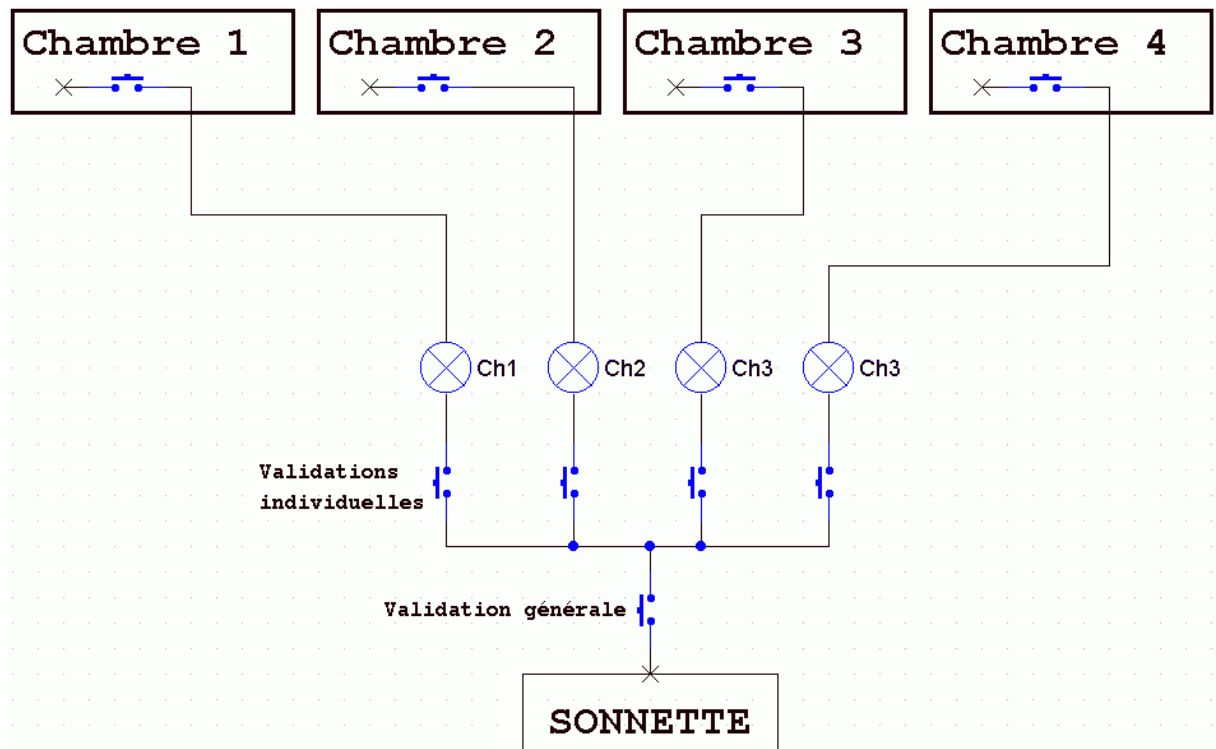 Chambre 1
Chambre 2
Chambre 3
Chambre 4
Ch1
Ch2
Ch3
Ch3
Validations
individuelles
Validation générale
SONNETTE